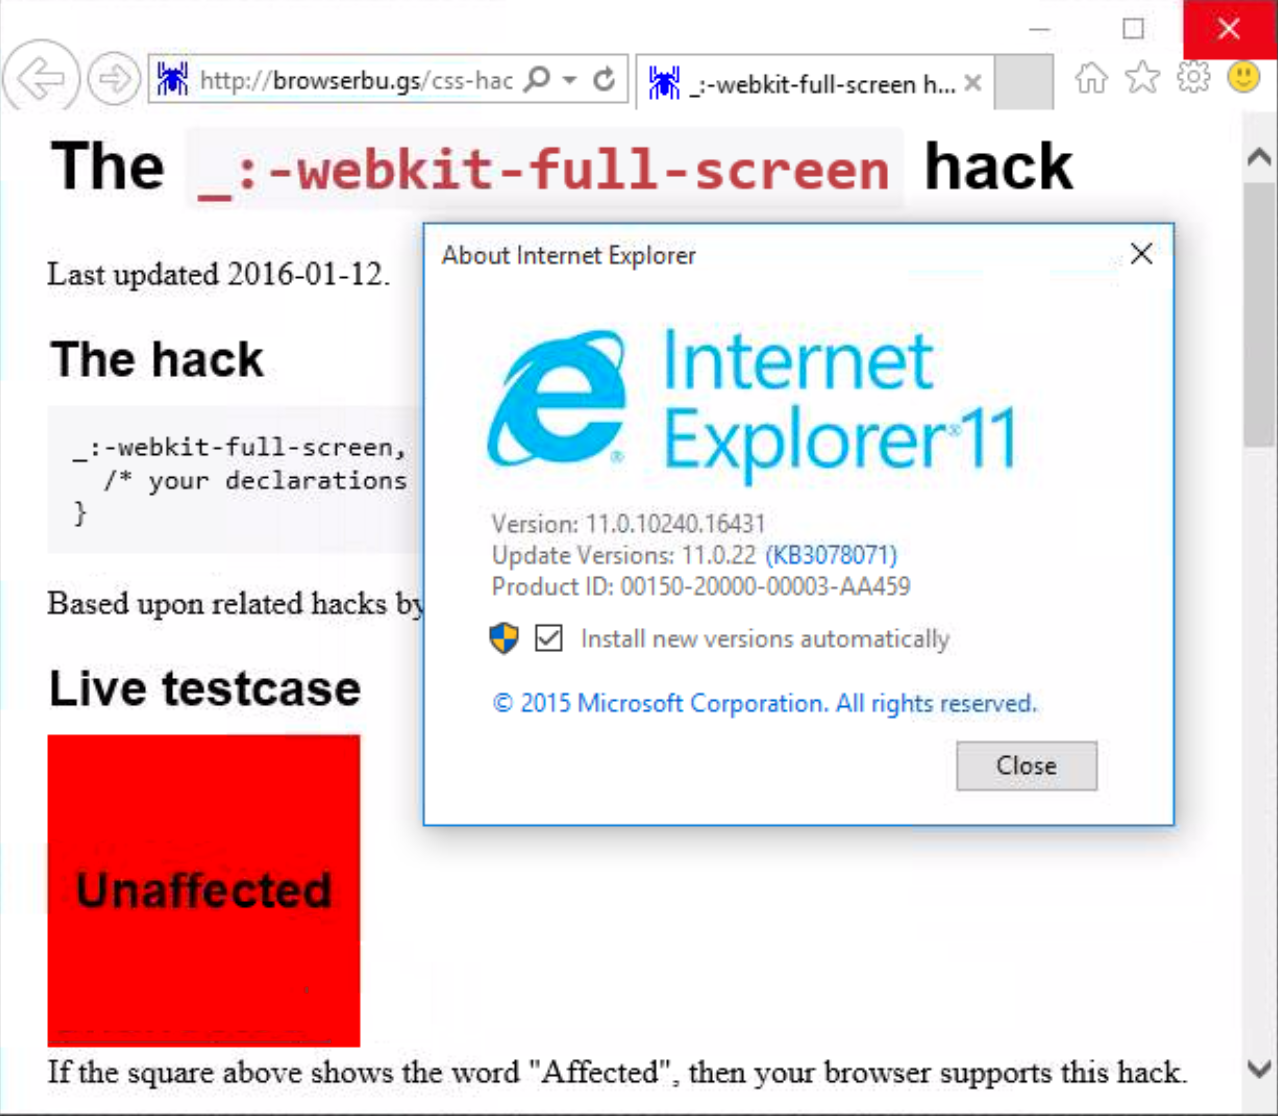 http://browserbu.gs/css-hac
_:-webkit-full-screen h...
The _:-webkit-full-screen hack
Last updated 2016-01-12.
The hack
_:-webkit-full-screen,
/* your declarations
}
Based upon related hacks by
Live testcase
Unaffected
If the square above shows the word "Affected", then your browser supports this hack.
About Internet Explorer
Internet
Explorer®11
Version: 11.0.10240.16431
Update Versions: 11.0.22 (KB3078071)
Product ID: 00150-20000-00003-AA459
Install new versions automatically
© 2015 Microsoft Corporation. All rights reserved.
Close